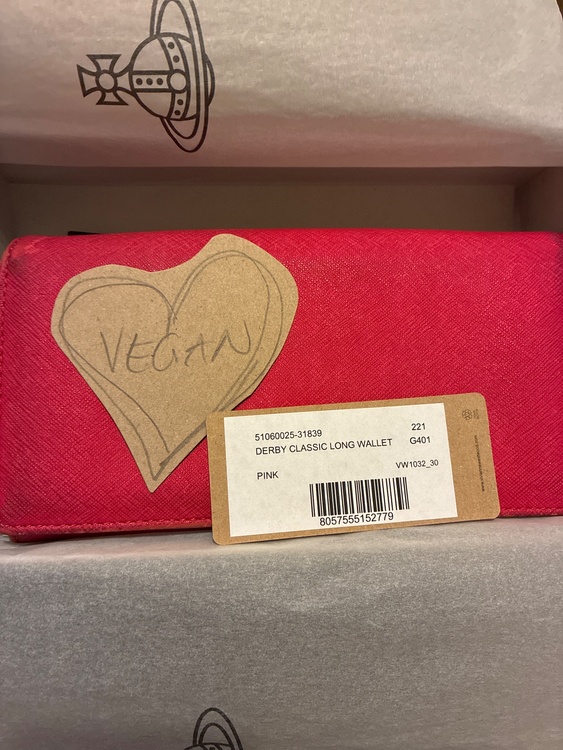 VEGAN
51060025-31839 221
DERBY CLASSIC LONG WALLET G401
PINK VW1032_30
8057555152779